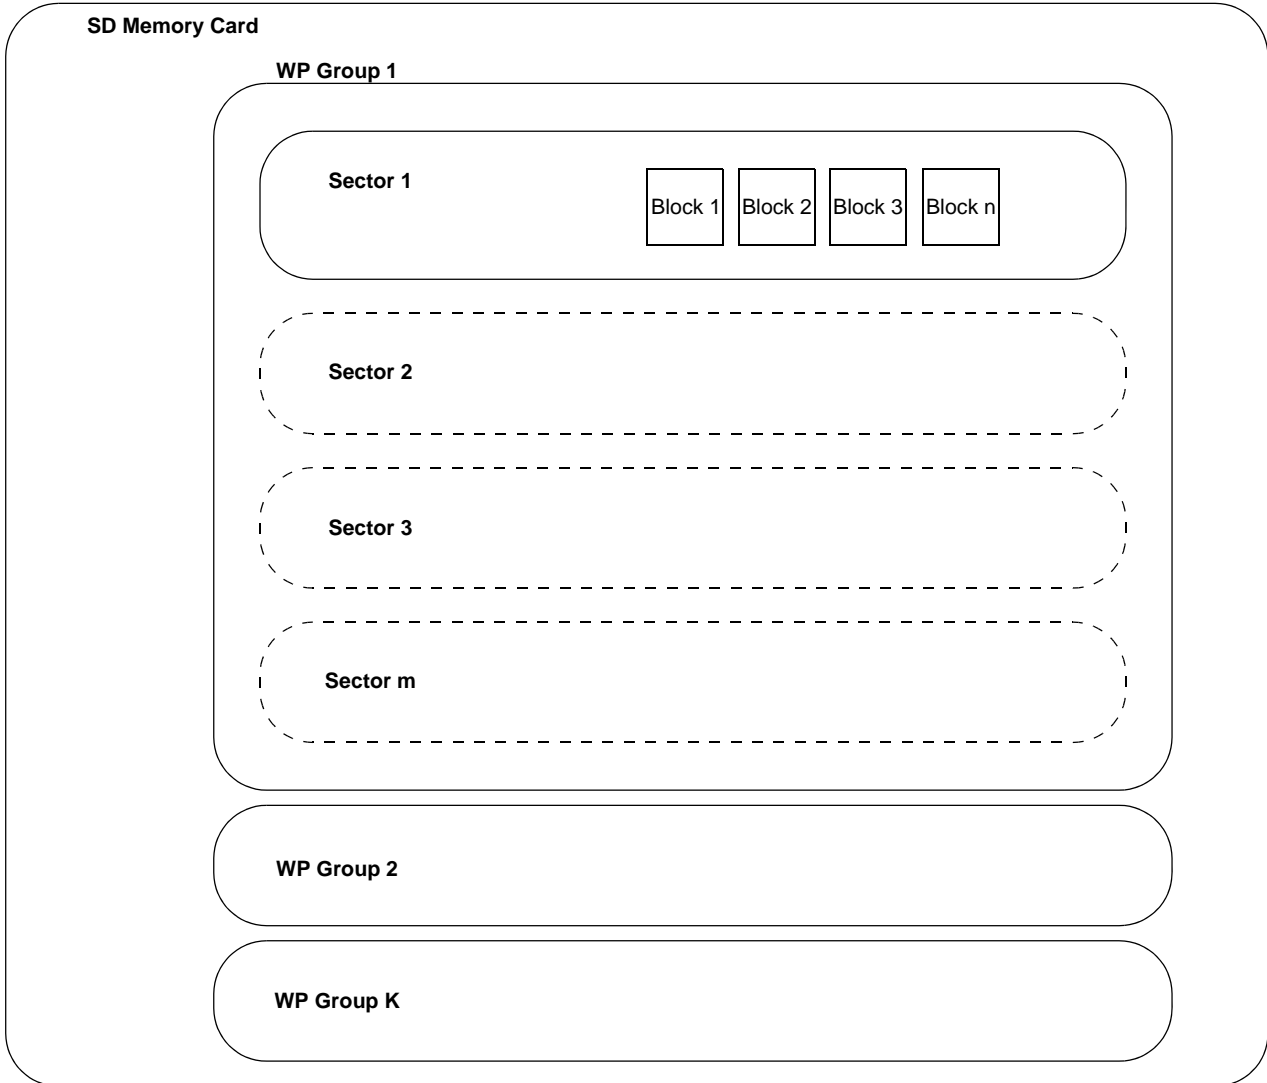 SD Memory Card
WP Group 1
Sector 1
Block 1 Block 2 Block 3 Block n
Sector 2
Sector 3
Sector m
WP Group 2
WP Group K